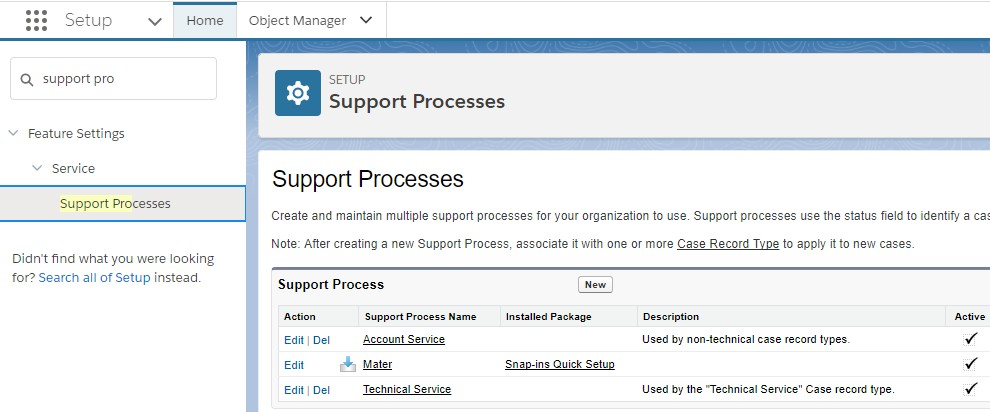 Setup
Home
Object Manager
support pro
Feature Settings
Service
Support Processes
Didn't find what you were looking
for? Search all of Setup instead.
SETUP
Support Processes
Support Processes
Create and maintain multiple support processes for your organization to use. Support processes use the status field to identify a cas
Note: After creating a new Support Process, associate it with one or more Case Record Type to apply it to new cases.
Support Process New
Action Support Process Name Installed Package Description Active
Edit | Del Account Service Used by non-technical case record types.
Edit Mater Snap-ins Quick Setup
Edit | Del Technical Service Used by the "Technical Service" Case record type.